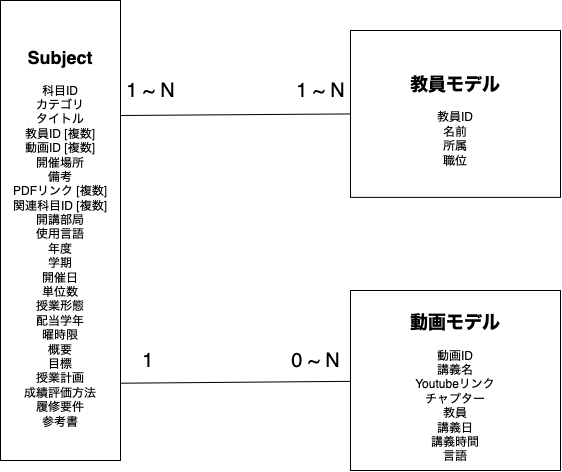 Subject
科目ID
カテゴリ
タイトル
教員ID [複数]
動画ID [複数]
開催場所
備考
PDFリンク [複数]
関連科目ID [複数]
開講部局
使用言語
年度
学期
開催日
単位数
授業形態
配当学年
曜時限
概要
目標
授業計画
成績評価方法
履修要件
参考書
1 ~ N
1 ~ N
教員モデル
教員ID
名前
所属
職位
1
0 ~ N
動画モデル
動画ID
講義名
Youtubeリンク
チャプター
教員
講義日
講義時間
言語